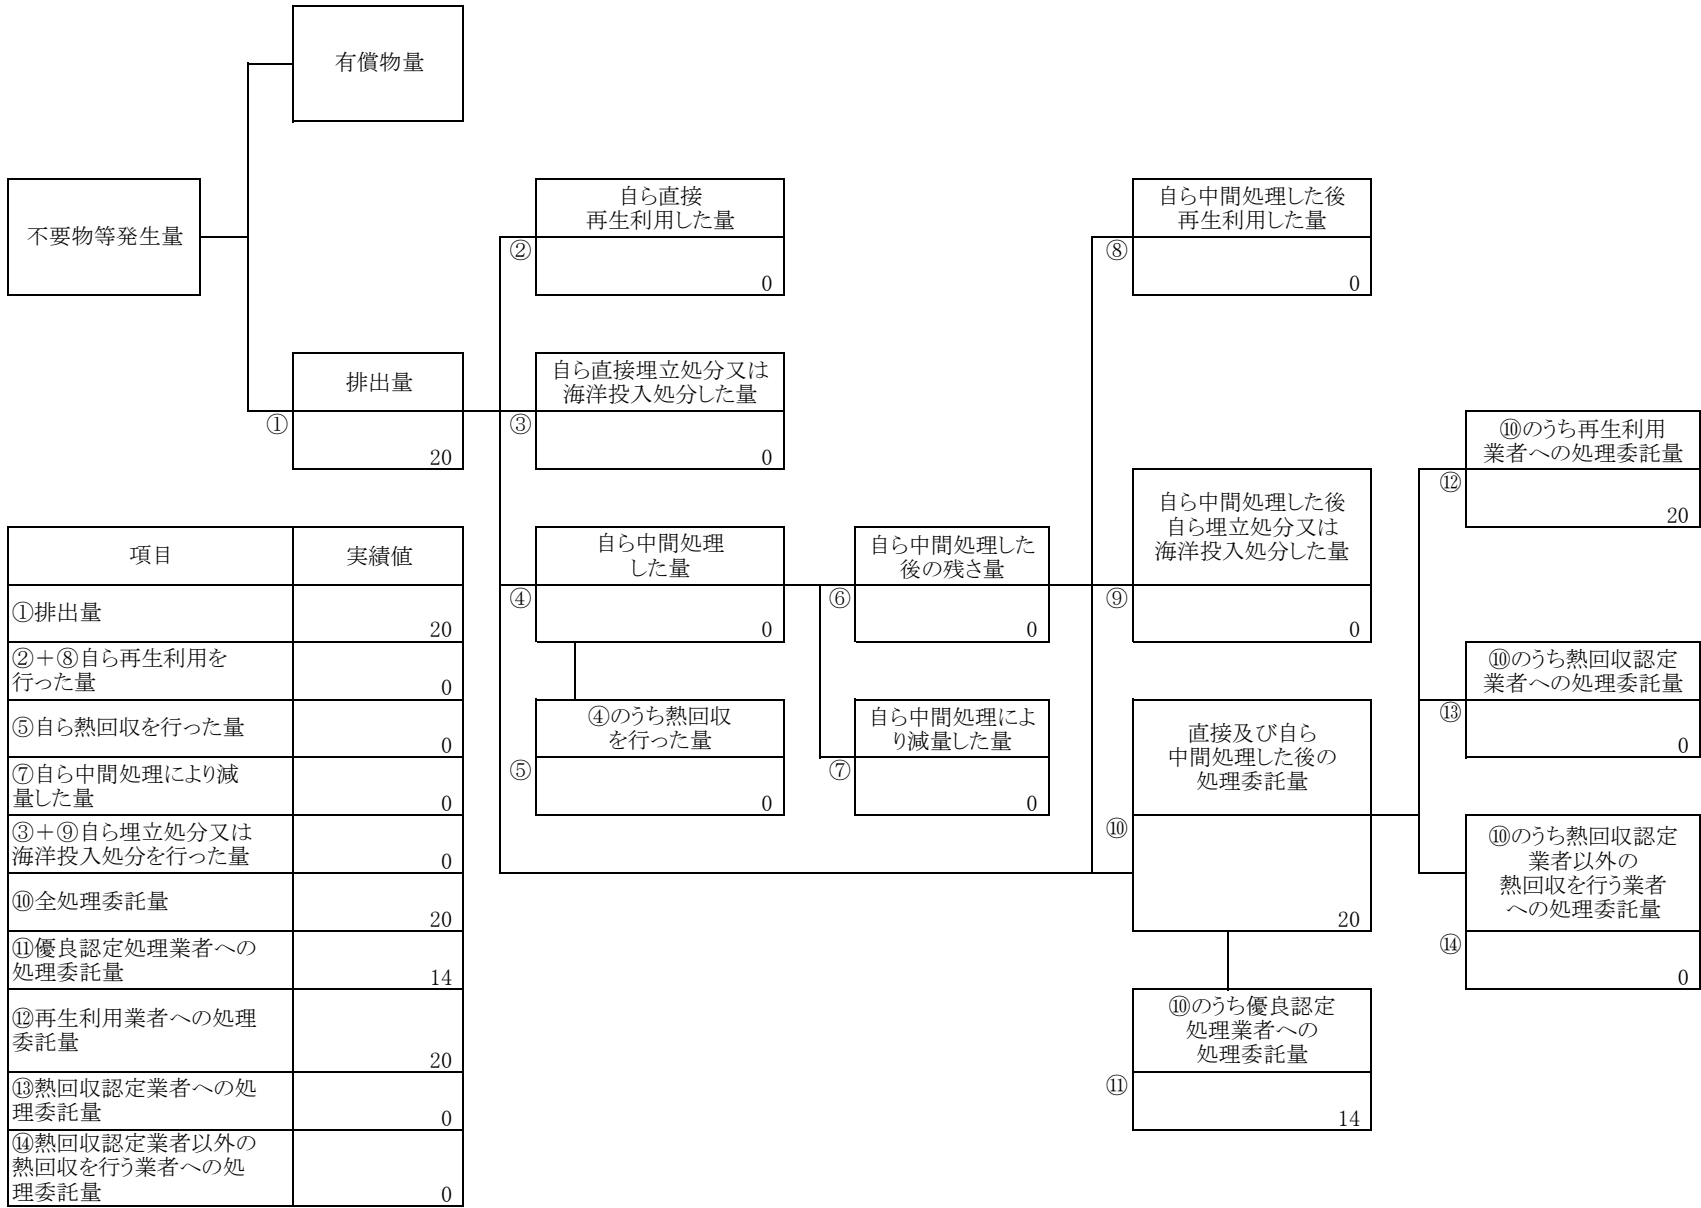 有償物量
不要物等発生量
自ら直接
再生利用した量
②
0
自ら中間処理した後
再生利用した量
⑧
0
排出量
①
20
自ら直接埋立処分又は
海洋投入処分した量
③
0
⑩のうち再生利用
業者への処理委託量
⑫
20
自ら中間処理
した量
④
0
自ら中間処理した
後の残さ量
⑥
0
自ら中間処理した後
自ら埋立処分又は
海洋投入処分した量
⑨
0
⑩のうち熱回収認定
業者への処理委託量
⑬
0
④のうち熱回収
を行った量
⑤
0
自ら中間処理によ
り減量した量
⑦
0
直接及び自ら
中間処理した後の
処理委託量
⑩
20
⑩のうち熱回収認定
業者以外の
熱回収を行う業者
への処理委託量
⑭
0
⑩のうち優良認定
処理業者への
処理委託量
⑪
14
項目 実績値
①排出量
20
②+⑧自ら再生利用を
行った量
0
⑤自ら熱回収を行った量
0
⑦自ら中間処理により減
量した量
0
③+⑨自ら埋立処分又は
海洋投入処分を行った量
0
⑩全処理委託量
20
⑪優良認定処理業者への
処理委託量
14
⑫再生利用業者への処理
委託量
20
⑬熱回収認定業者への処
理委託量
0
⑭熱回収認定業者以外の
熱回収を行う業者への処
理委託量
0